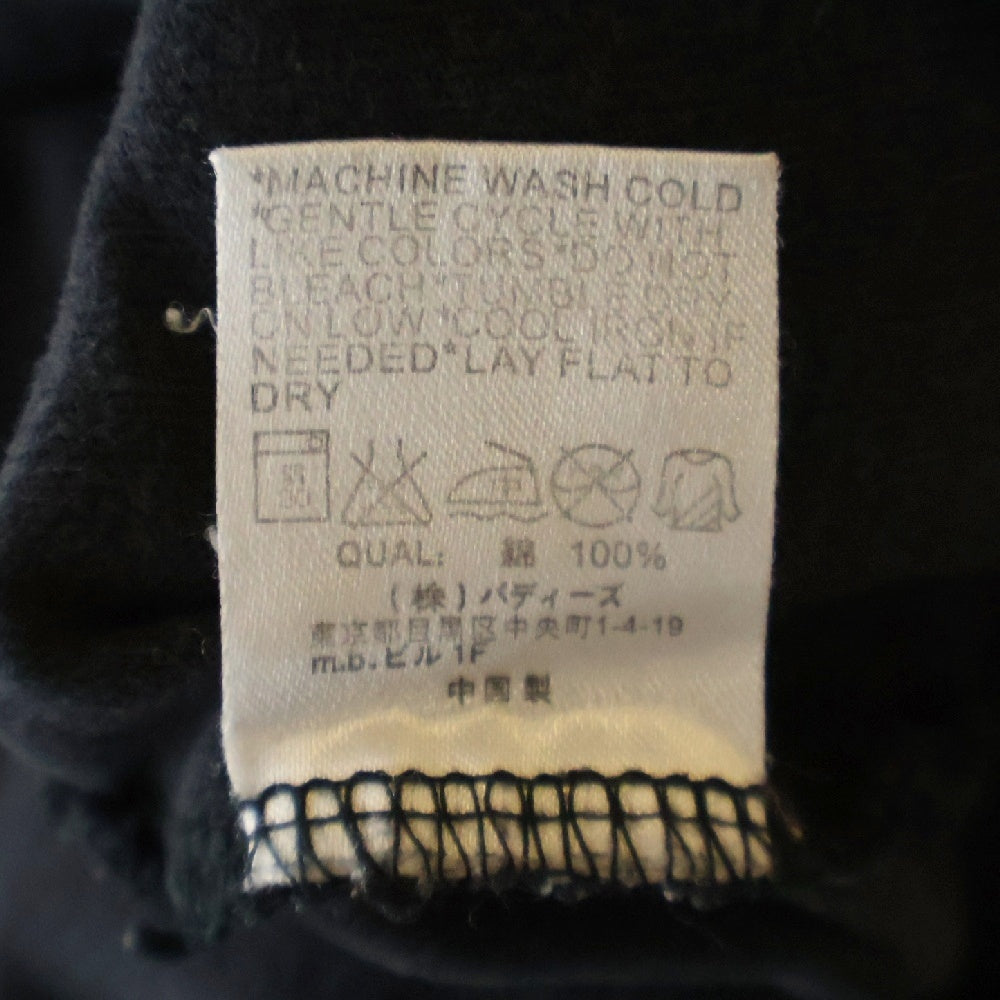 *MACHINE WASH COLD
*GENTLE CYCLE WITH
LIKE COLORS*DO NOT
BLEACH*TUMBLE DRY
ON LOW *COOL IRON IF
NEEDED*LAY FLAT TO
DRY
QUAL: 綿 100%
(株)バディーズ
東京都目黒区中央町1-4-19
m.b.ビル 1F
中国製